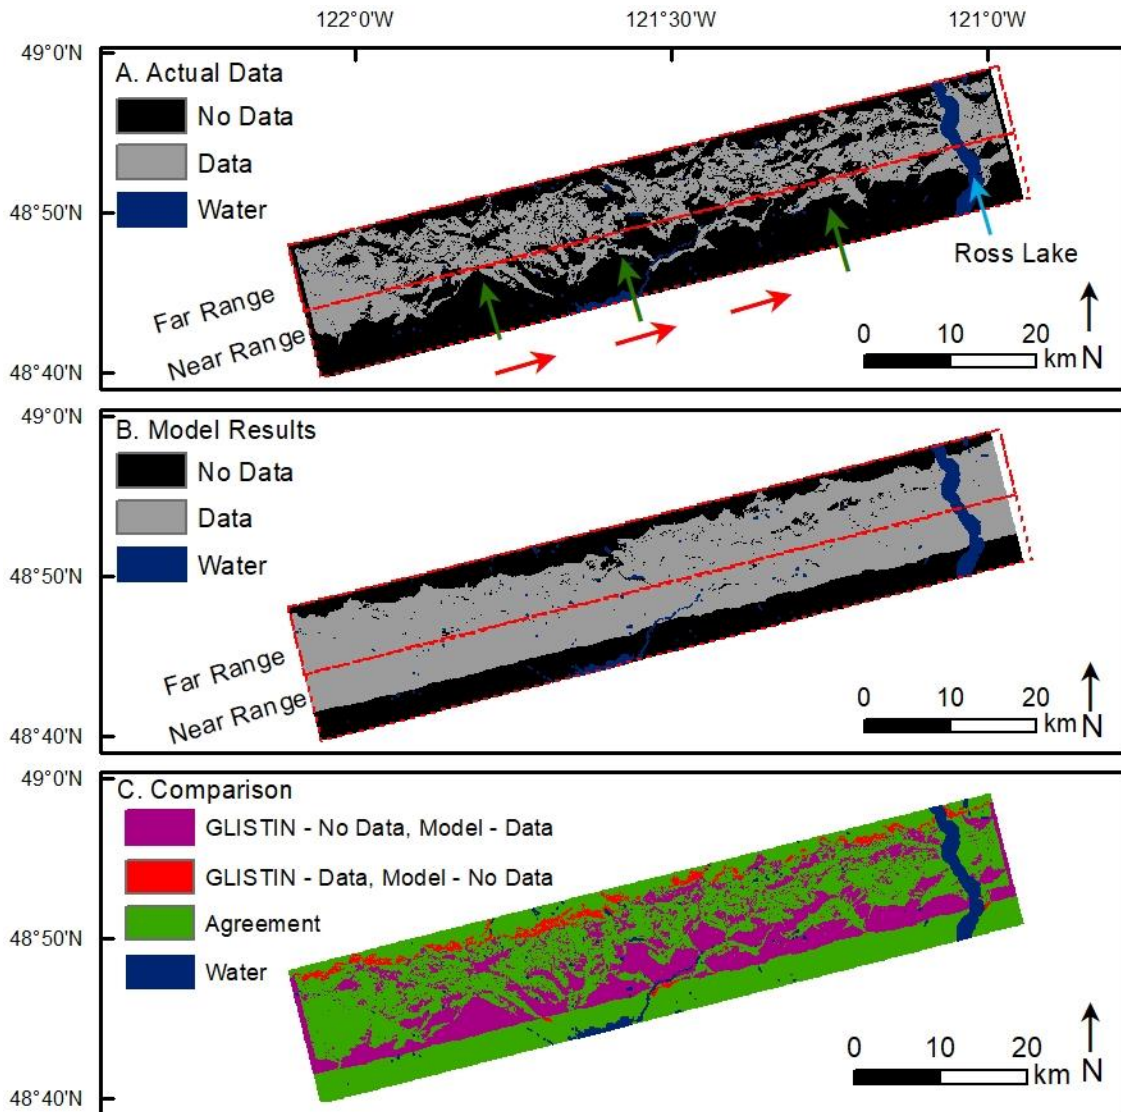 122°0'W 121°30'W 121°0'W
49°0'N
A. Actual Data
No Data
Data
Water
48°50'N
Ross Lake
Far Range
Near Range
0 10 20
km N
48°40'N
49°0'N
B. Model Results
No Data
Data
Water
48°50'N
Far Range
Near Range
0 10 20
km N
48°40'N
49°0'N
C. Comparison
GLISTIN - No Data, Model - Data
GLISTIN - Data, Model - No Data
Agreement
48°50'N
Water
0 10 20
km N
48°40'N